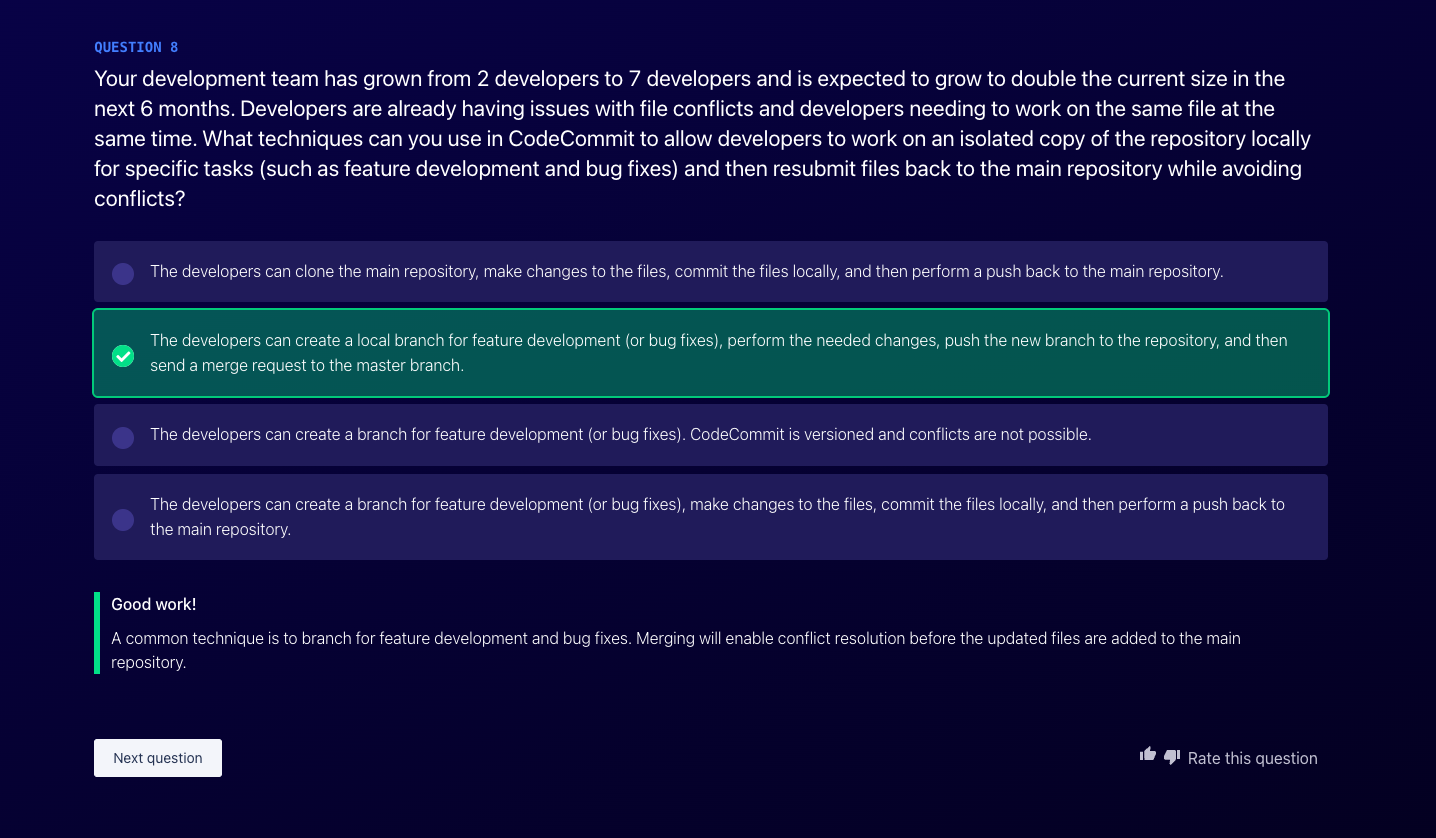 QUESTION 8
Your development team has grown from 2 developers to 7 developers and is expected to grow to double the current size in the
next 6 months. Developers are already having issues with file conflicts and developers needing to work on the same file at the
same time. What techniques can you use in CodeCommit to allow developers to work on an isolated copy of the repository locally
for specific tasks (such as feature development and bug fixes) and then resubmit files back to the main repository while avoiding
conflicts?
The developers can clone the main repository, make changes to the files, commit the files locally, and then perform a push back to the main repository.
The developers can create a local branch for feature development (or bug fixes), perform the needed changes, push the new branch to the repository, and then
send a merge request to the master branch.
The developers can create a branch for feature development (or bug fixes). CodeCommit is versioned and conflicts are not possible.
The developers can create a branch for feature development (or bug fixes), make changes to the files, commit the files locally, and then perform a push back to
the main repository.
Good work!
A common technique is to branch for feature development and bug fixes. Merging will enable conflict resolution before the updated files are added to the main
repository.
Next question
Rate this question